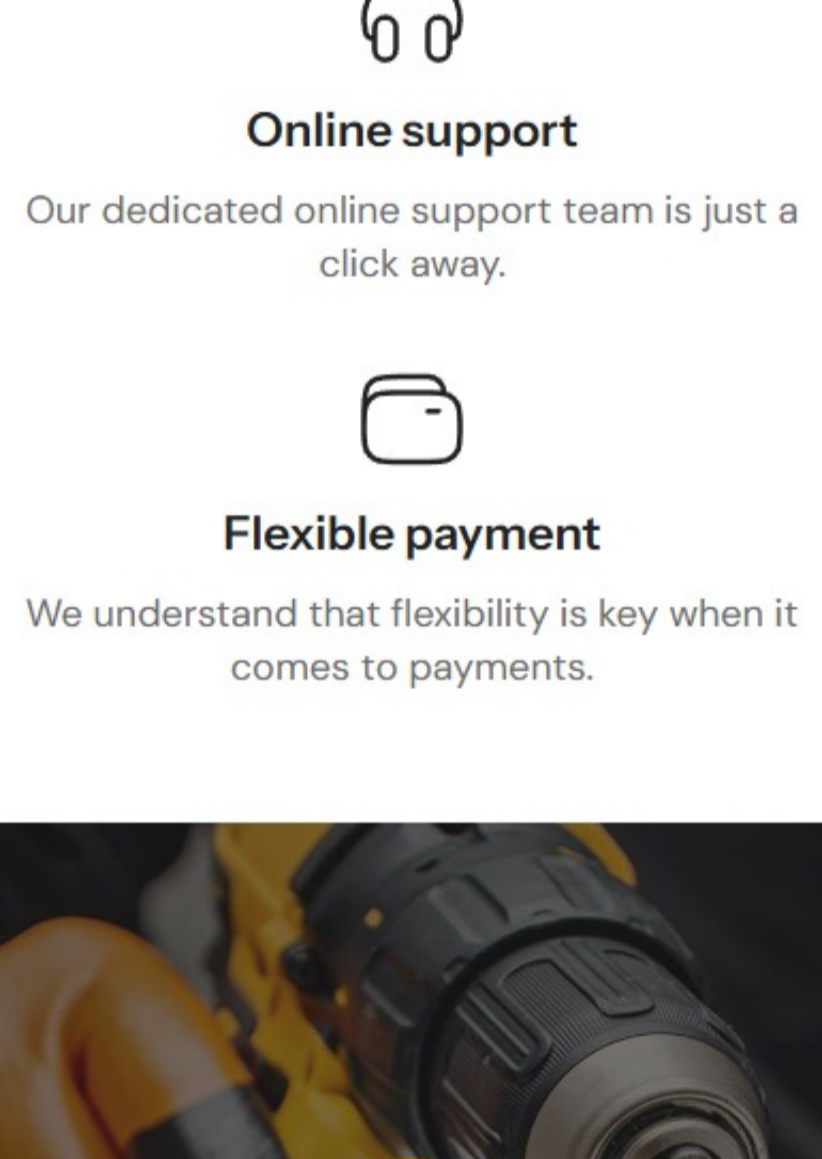 Online support
Our dedicated online support team is just a
click away.
Flexible payment
We understand that flexibility is key when it
comes to payments.